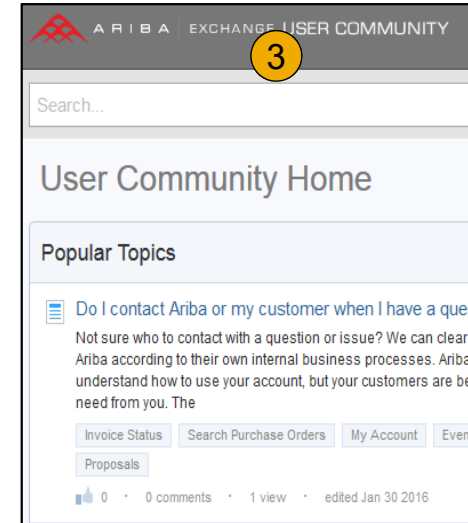 ARIBA EXCHANGE USER COMMUNITY
3
Search...
User Community Home
Popular Topics
Do I contact Ariba or my customer when I have a que
Not sure who to contact with a question or issue? We can clear
Ariba according to their own internal business processes. Ariba
understand how to use your account, but your customers are be
need from you. The
Invoice Status Search Purchase Orders My Account Even
Proposals
0 · 0 comments · 1 view · edited Jan 30 2016